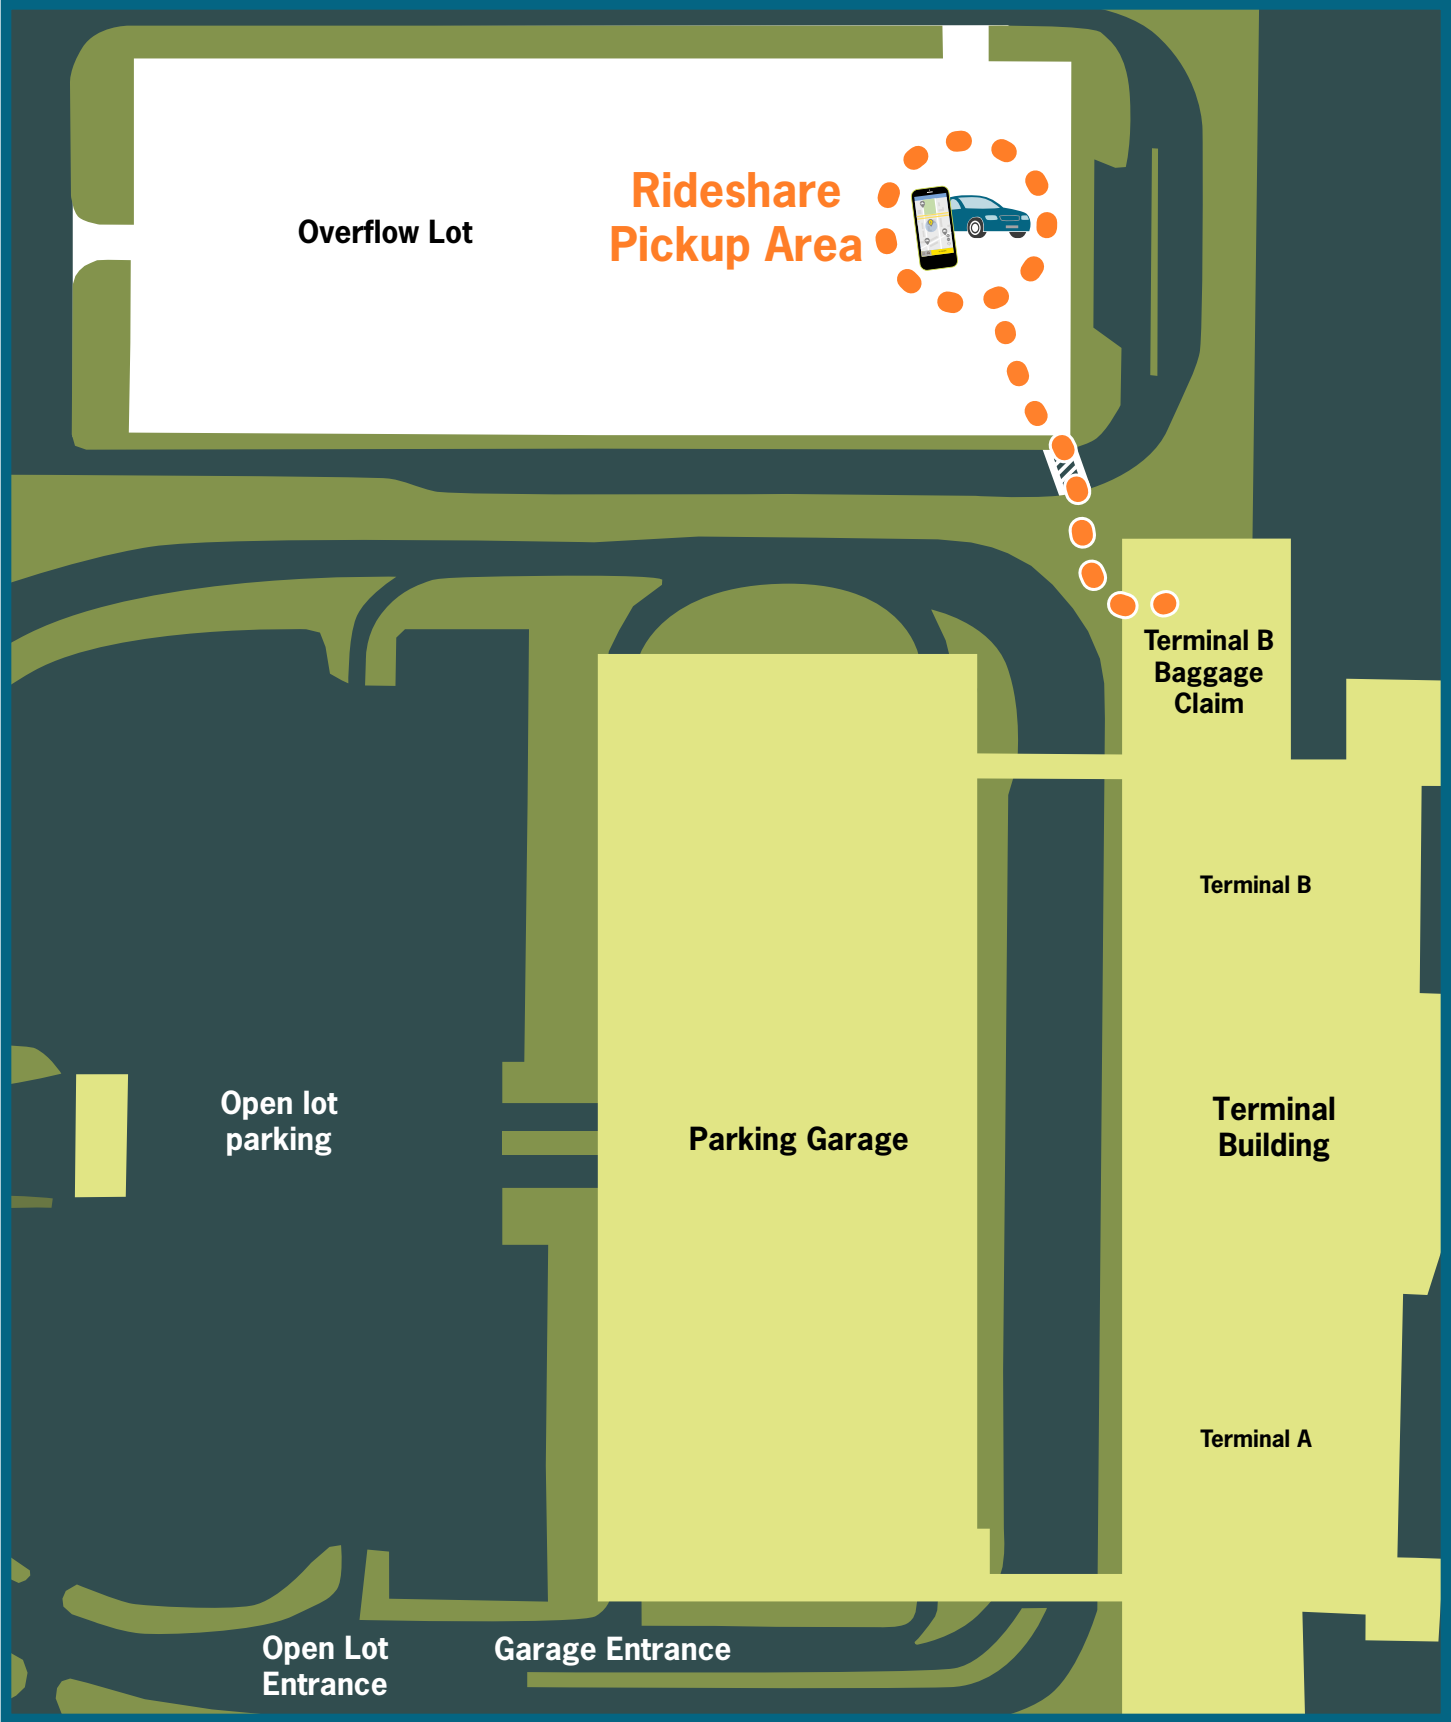 Rideshare
Pickup Area
Overflow Lot
Terminal B
Baggage
Claim
Terminal B
Open lot
parking
Parking Garage
Terminal
Building
Terminal A
Open Lot
Entrance
Garage Entrance